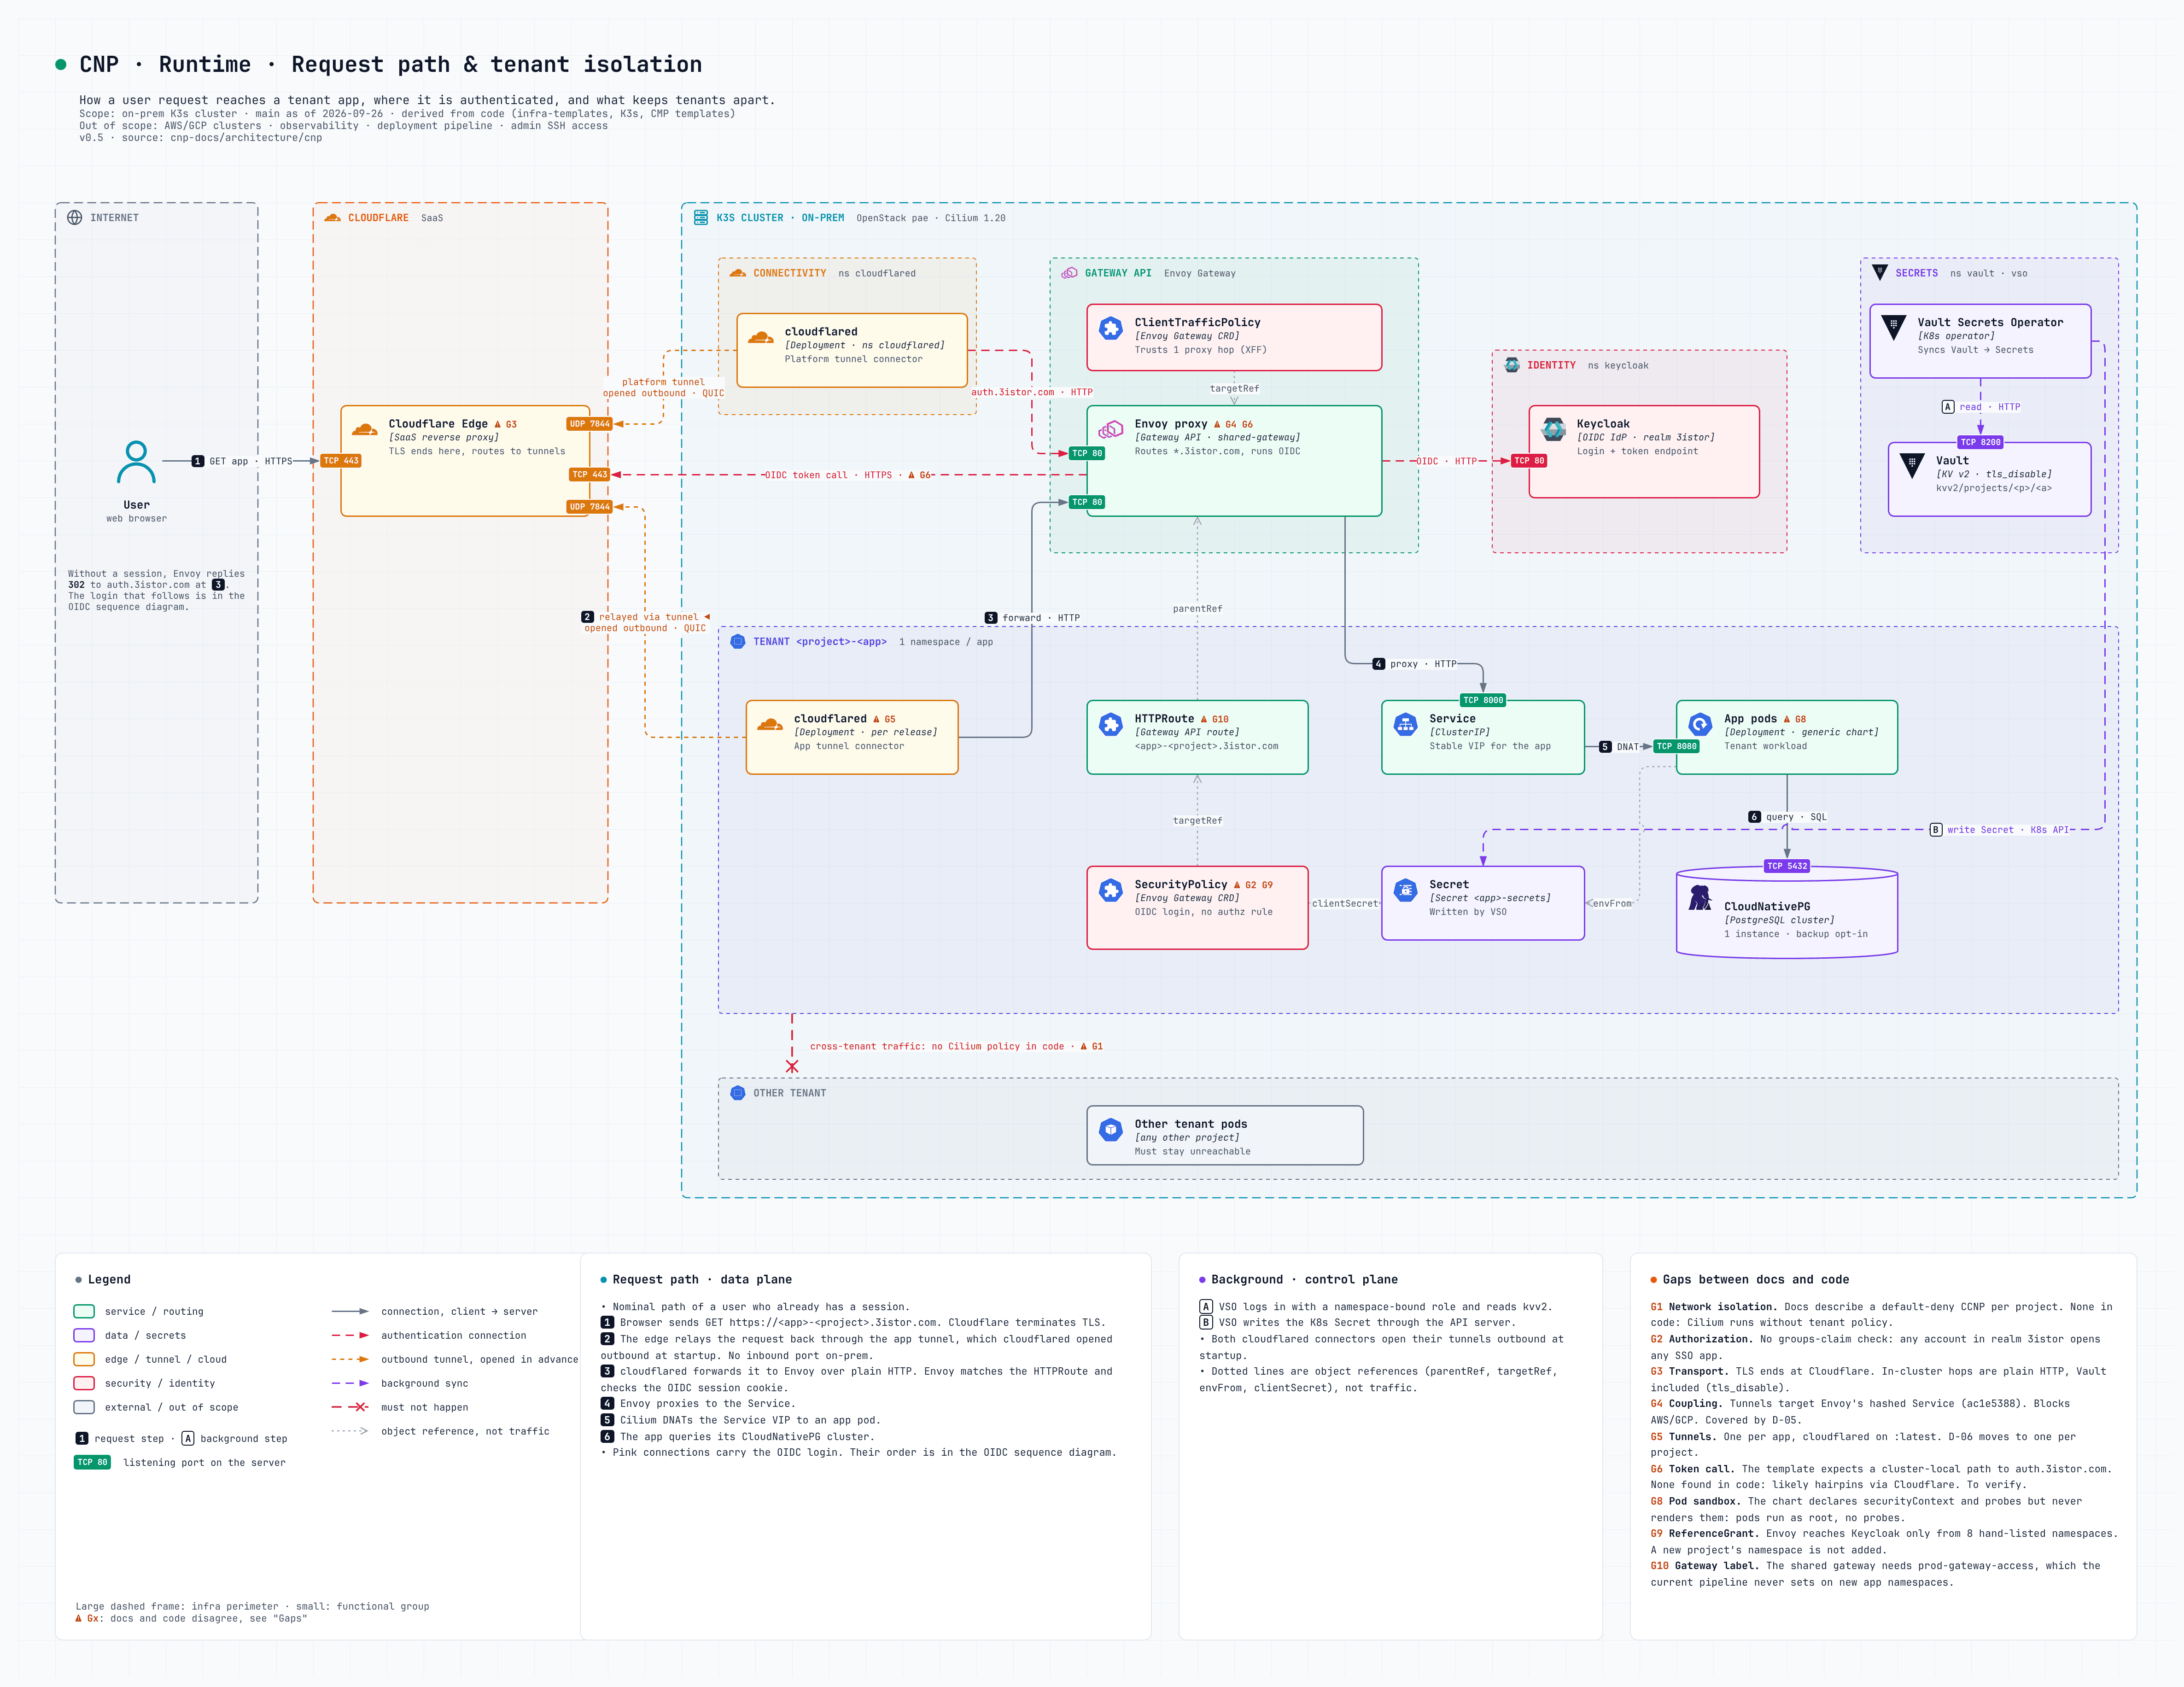 CNP · Runtime · Request path & tenant isolation
How a user request reaches a tenant app, where it is authenticated, and what keeps tenants apart.
Scope: on-prem K3s cluster · main as of 2026-09-26 · derived from code (infra-templates, K3s, CMP templates)
Out of scope: AWS/GCP clusters · observability · deployment pipeline · admin SSH access
v0.5 · source: cnp-docs/architecture/cnp
INTERNET
User
web browser
1 GET app · HTTPS
Without a session, Envoy replies
302 to auth.3istor.com at 3.
The login that follows is in the
OIDC sequence diagram.
CLOUDFLARE SaaS
TCP 443
Cloudflare Edge ⚠ G3
[SaaS reverse proxy]
TLS ends here, routes to tunnels
UDP 7844
TCP 443
UDP 7844
platform tunnel
opened outbound · QUIC
2 relayed via tunnel ◄
opened outbound · QUIC
K3S CLUSTER · ON-PREM OpenStack pae · Cilium 1.20
CONNECTIVITY ns cloudflared
cloudflared
[Deployment · ns cloudflared]
Platform tunnel connector
auth.3istor.com · HTTP
OIDC token call · HTTPS · ⚠ G6
3 forward · HTTP
GATEWAY API Envoy Gateway
ClientTrafficPolicy
[Envoy Gateway CRD]
Trusts 1 proxy hop (XFF)
targetRef
Envoy proxy ⚠ G4 G6
[Gateway API · shared-gateway]
Routes *.3istor.com, runs OIDC
TCP 80
TCP 80
OIDC · HTTP
IDENTITY ns keycloak
TCP 80
Keycloak
[OIDC IdP · realm 3istor]
Login + token endpoint
SECRETS ns vault · vso
Vault Secrets Operator
[K8s operator]
Syncs Vault → Secrets
A read · HTTP
TCP 8200
Vault
[KV v2 · tls_disable]
kvv2/projects/<p>/<a>
parentRef
TENANT <project>-<app> 1 namespace / app
4 proxy · HTTP
cloudflared ⚠ G5
[Deployment · per release]
App tunnel connector
HTTPRoute ⚠ G10
[Gateway API route]
<app>-<project>.3istor.com
TCP 8000
Service
[ClusterIP]
Stable VIP for the app
5 DNAT
TCP 8080
App pods ⚠ G8
[Deployment · generic chart]
Tenant workload
targetRef
6 query · SQL
B write Secret · K8s API
SecurityPolicy ⚠ G2 G9
[Envoy Gateway CRD]
OIDC login, no authz rule
clientSecret
Secret
[Secret <app>-secrets]
Written by VSO
envFrom
TCP 5432
CloudNativePG
[PostgreSQL cluster]
1 instance · backup opt-in
cross-tenant traffic: no Cilium policy in code · ⚠ G1
OTHER TENANT
Other tenant pods
[any other project]
Must stay unreachable
Legend
service / routing
data / secrets
edge / tunnel / cloud
security / identity
external / out of scope
1 request step · A background step
TCP 80 listening port on the server
connection, client → server
authentication connection
outbound tunnel, opened in advance
background sync
must not happen
object reference, not traffic
Large dashed frame: infra perimeter · small: functional group
⚠ Gx: docs and code disagree, see "Gaps"
Request path · data plane
• Nominal path of a user who already has a session.
1 Browser sends GET https://<app>-<project>.3istor.com. Cloudflare terminates TLS.
2 The edge relays the request back through the app tunnel, which cloudflared opened
outbound at startup. No inbound port on-prem.
3 cloudflared forwards it to Envoy over plain HTTP. Envoy matches the HTTPRoute and
checks the OIDC session cookie.
4 Envoy proxies to the Service.
5 Cilium DNATs the Service VIP to an app pod.
6 The app queries its CloudNativePG cluster.
• Pink connections carry the OIDC login. Their order is in the OIDC sequence diagram.
Background · control plane
A VSO logs in with a namespace-bound role and reads kvv2.
B VSO writes the K8s Secret through the API server.
• Both cloudflared connectors open their tunnels outbound at
startup.
• Dotted lines are object references (parentRef, targetRef,
envFrom, clientSecret), not traffic.
Gaps between docs and code
G1 Network isolation. Docs describe a default-deny CCNP per project. None in
code: Cilium runs without tenant policy.
G2 Authorization. No groups-claim check: any account in realm 3istor opens
any SSO app.
G3 Transport. TLS ends at Cloudflare. In-cluster hops are plain HTTP, Vault
included (tls_disable).
G4 Coupling. Tunnels target Envoy's hashed Service (ac1e5388). Blocks
AWS/GCP. Covered by D-05.
G5 Tunnels. One per app, cloudflared on :latest. D-06 moves to one per
project.
G6 Token call. The template expects a cluster-local path to auth.3istor.com.
None found in code: likely hairpins via Cloudflare. To verify.
G8 Pod sandbox. The chart declares securityContext and probes but never
renders them: pods run as root, no probes.
G9 ReferenceGrant. Envoy reaches Keycloak only from 8 hand-listed namespaces.
A new project's namespace is not added.
G10 Gateway label. The shared gateway needs prod-gateway-access, which the
current pipeline never sets on new app namespaces.